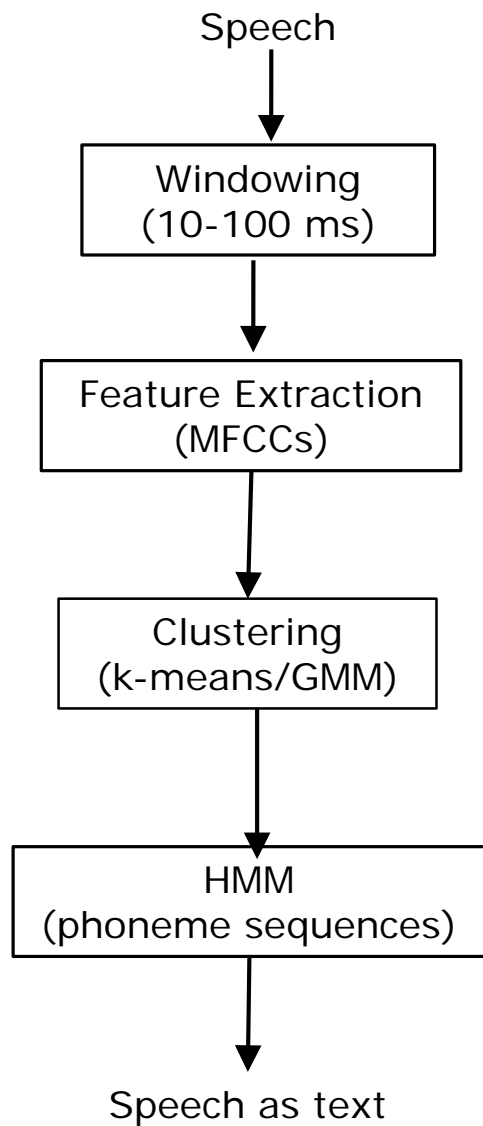 Speech
Windowing
(10-100 ms)
Feature Extraction
(MFCCs)
Clustering
(k-means/GMM)
HMM
(phoneme sequences)
Speech as text